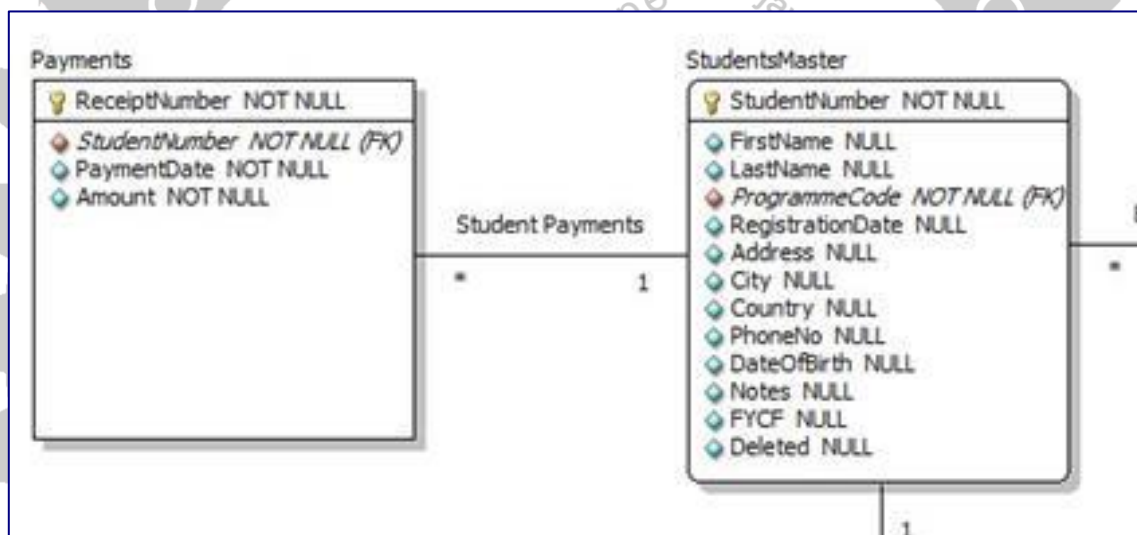 Payments
ReceiptNumber NOT NULL
StudentNumber NOT NULL (FK)
PaymentDate NOT NULL
Amount NOT NULL
Student Payments
*
1
StudentsMaster
StudentNumber NOT NULL
FirstName NULL
LastName NULL
ProgrammeCode NOT NULL (FK)
RegistrationDate NULL
Address NULL
City NULL
Country NULL
PhoneNo NULL
DateOfBirth NULL
Notes NULL
FYCF NULL
Deleted NULL
*
1